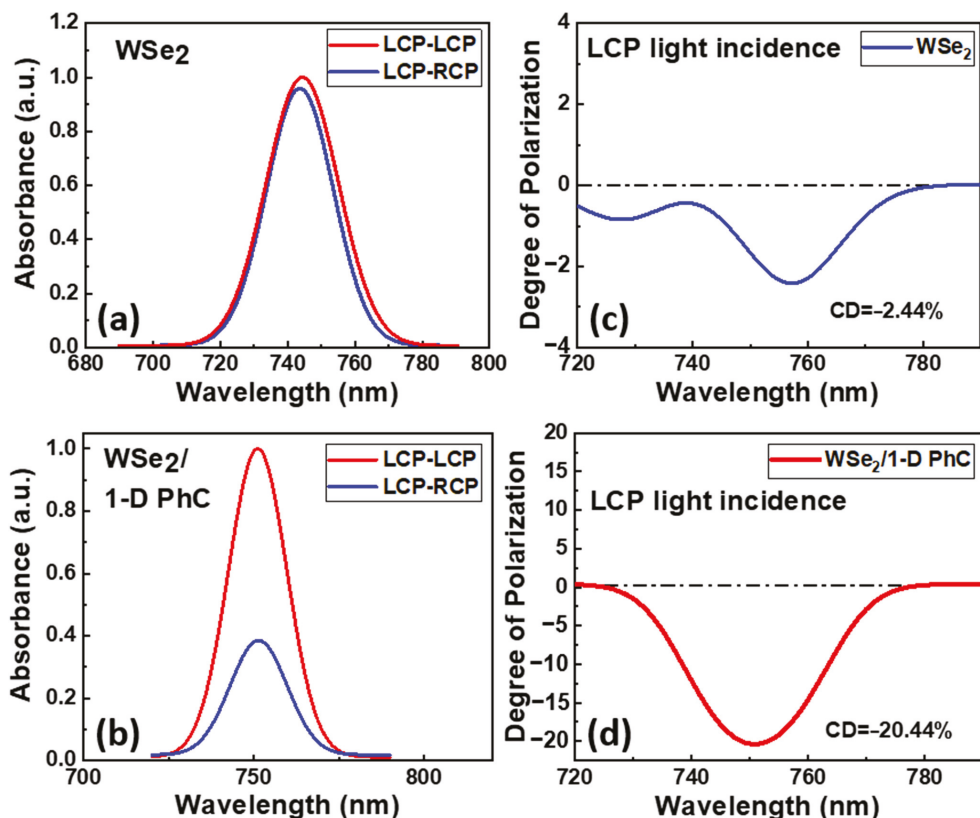 WSe₂
LCP-LCP
LCP-RCP
1.2
1.0
0.8
0.6
0.4
0.2
0.0
Absorbance (a.u.)
(a)
680 700 720 740 760 780 800
Wavelength (nm)
LCP light incidence
WSe₂
4
2
0
−2
−4
Degree of Polarization
CD=−2.44%
(c)
720 740 760 780
Wavelength (nm)
WSe₂/
1-D PhC
LCP-LCP
LCP-RCP
1.0
0.8
0.6
0.4
0.2
0.0
Absorbance (a.u.)
(b)
700 750 800
Wavelength (nm)
WSe₂/1-D PhC
LCP light incidence
20
15
10
5
0
−5
−10
−15
−20
Degree of Polarization
CD=−20.44%
(d)
720 740 760 780
Wavelength (nm)